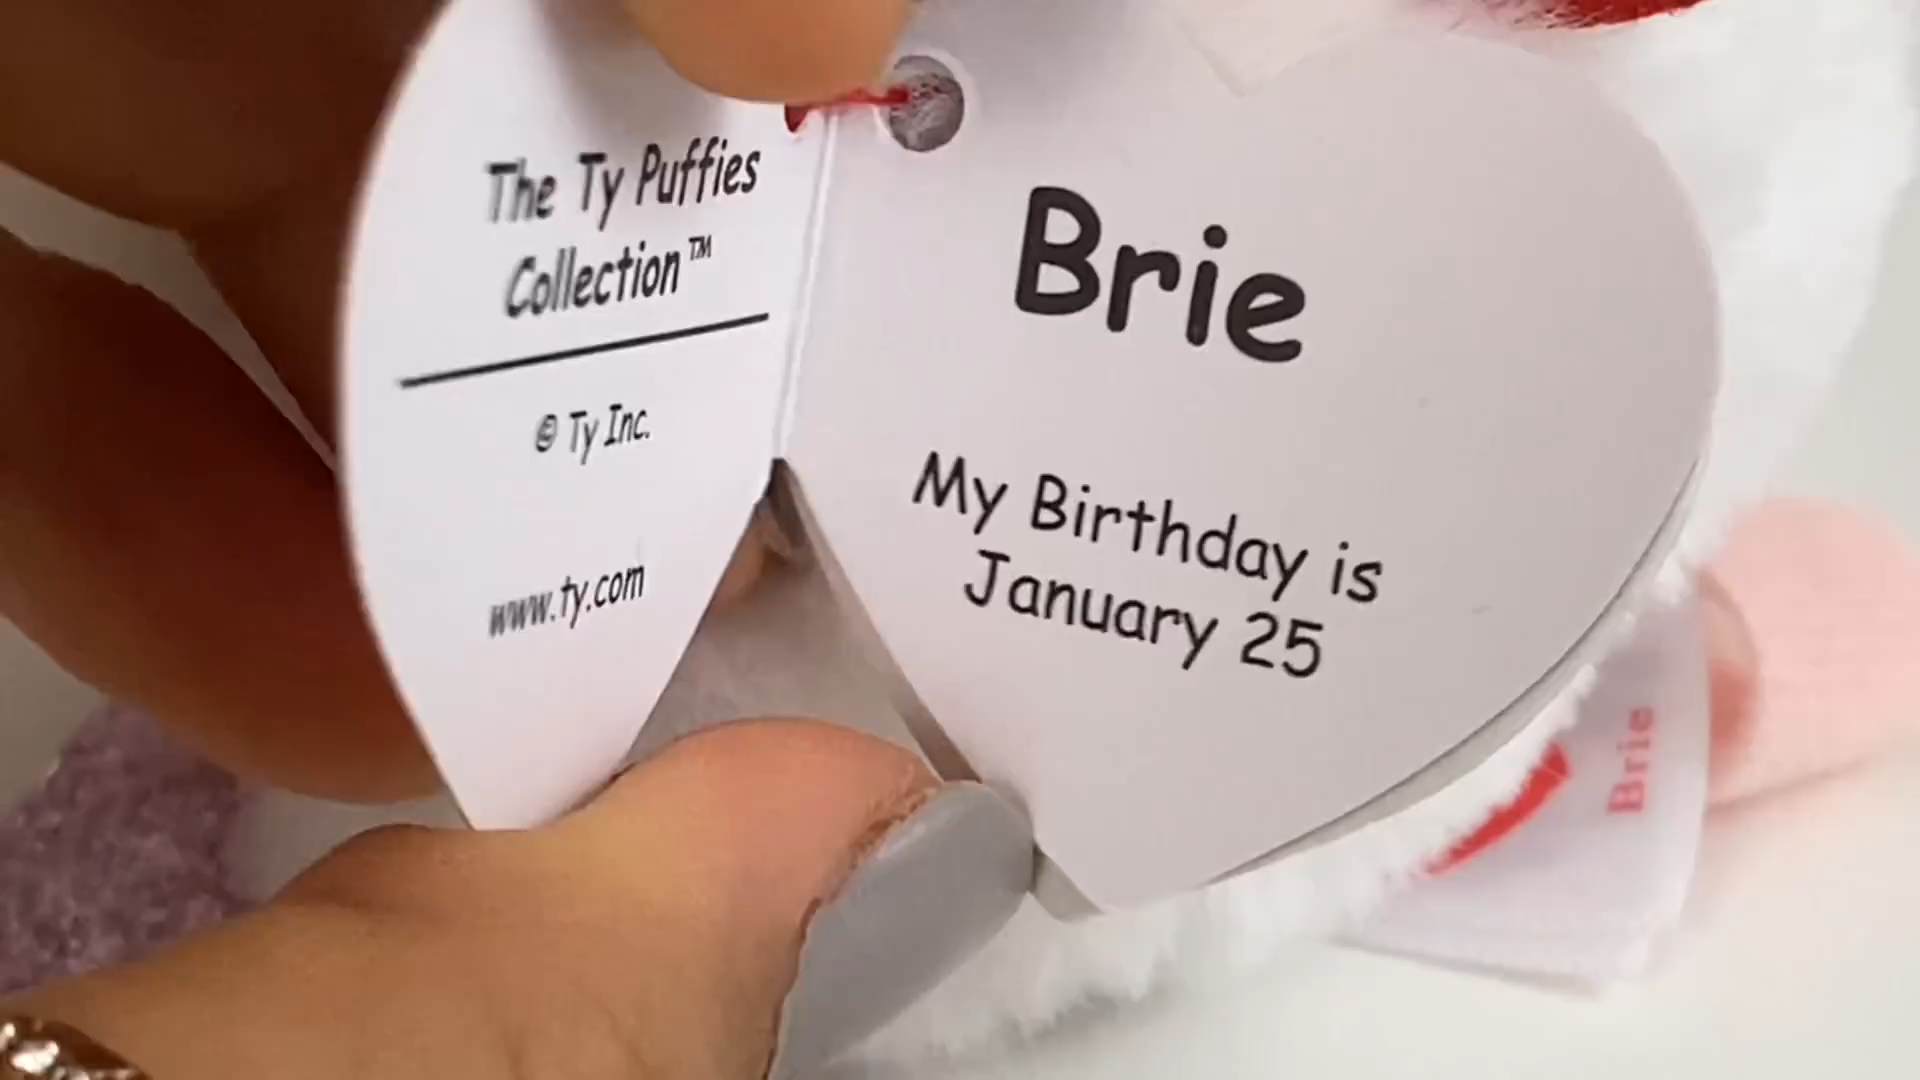 The Ty Puffies
Collection™
© Ty Inc.
www.ty.com
Brie
My Birthday is
January 25
Brie